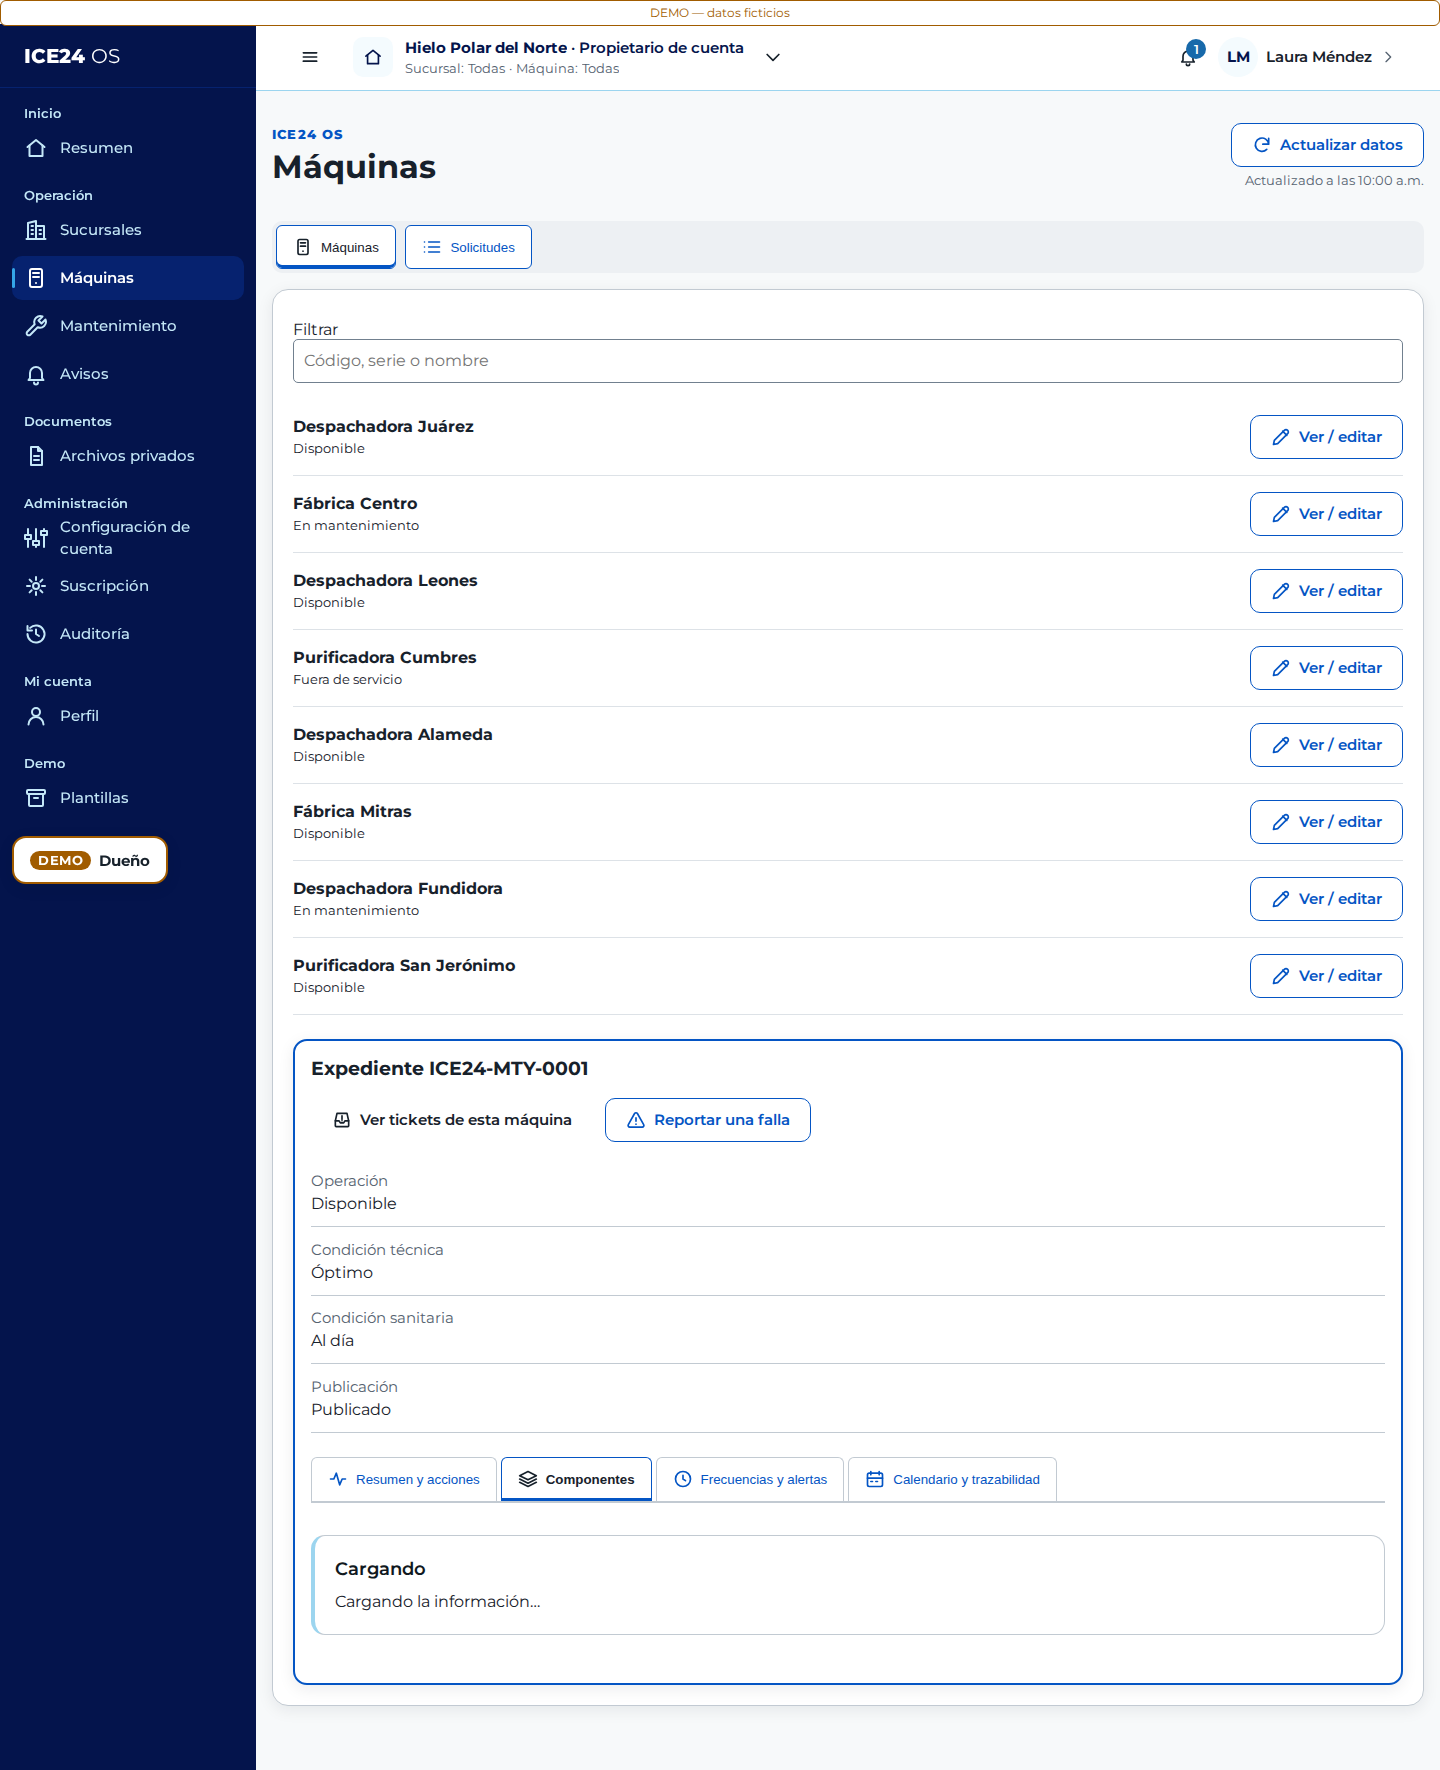 DEMO — datos ficticios
ICE24 OS
Inicio
Resumen
Operación
Sucursales
Máquinas
Mantenimiento
Avisos
Documentos
Archivos privados
Administración
Configuración de
cuenta
Suscripción
Auditoría
Mi cuenta
Perfil
Demo
Plantillas
DEMO Dueño
Hielo Polar del Norte · Propietario de cuenta
Sucursal: Todas · Máquina: Todas
1
LM Laura Méndez
ICE24 OS
Máquinas
Actualizar datos
Actualizado a las 10:00 a.m.
Máquinas
Solicitudes
Filtrar
Código, serie o nombre
Despachadora Juárez
Disponible
Ver / editar
Fábrica Centro
En mantenimiento
Ver / editar
Despachadora Leones
Disponible
Ver / editar
Purificadora Cumbres
Fuera de servicio
Ver / editar
Despachadora Alameda
Disponible
Ver / editar
Fábrica Mitras
Disponible
Ver / editar
Despachadora Fundidora
En mantenimiento
Ver / editar
Purificadora San Jerónimo
Disponible
Ver / editar
Expediente ICE24-MTY-0001
Ver tickets de esta máquina
Reportar una falla
Operación
Disponible
Condición técnica
Óptimo
Condición sanitaria
Al día
Publicación
Publicado
Resumen y acciones
Componentes
Frecuencias y alertas
Calendario y trazabilidad
Cargando
Cargando la información...